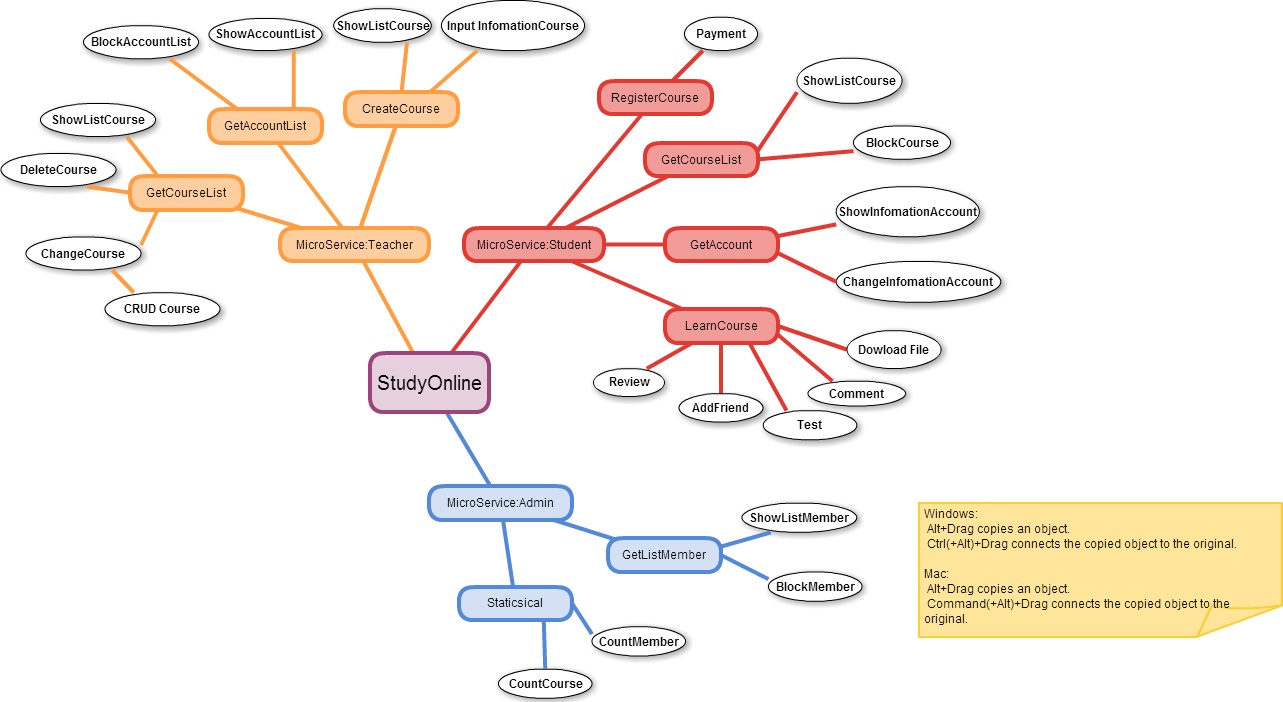 Input InfomationCourse
ShowListCourse
ShowAccountList
BlockAccountList
Payment
ShowListCourse
RegisterCourse
CreateCourse
GetAccountList
ShowListCourse
BlockCourse
GetCourseList
DeleteCourse
GetCourseList
ShowInfomationAccount
MicroService:Teacher
MicroService:Student
GetAccount
ChangeCourse
ChangeInfomationAccount
CRUD Course
LearnCourse
Dowload File
StudyOnline
Review
Comment
AddFriend
Test
MicroService:Admin
ShowListMember
GetListMember
BlockMember
Staticsical
CountMember
CountCourse
Windows:
Alt+Drag copies an object.
Ctrl(+Alt)+Drag connects the copied object to the original.
Mac:
Alt+Drag copies an object.
Command(+Alt)+Drag connects the copied object to the
original.